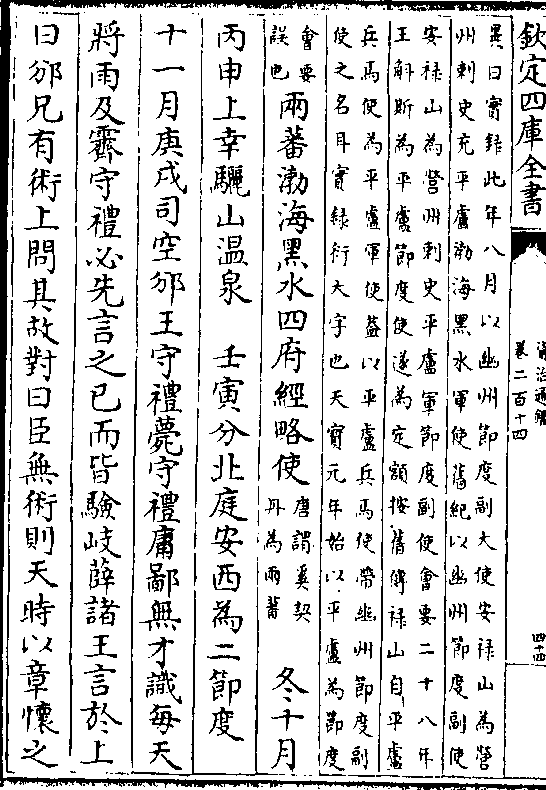 欽定四庫全書
資治通鑑
卷二百十四
四十四
異曰實録此年八月以幽州節度副大使安禄山為營
州刺史充平盧渤海黑水軍使舊紀以幽州節度副使
安禄山為營州刺史平盧軍節度副使會要二十八年
王斛斯為平盧節度使遂為定額按舊傳禄山自平盧
兵馬使為平盧軍使蓋以平盧兵馬使帶幽州節度副
使之名耳實録衍大字也天寶元年始以平盧為節度
會要
誤也
兩蕃渤海黑水四府經略使
唐謂奚契
丹為兩蕃
冬十月
丙申上幸驪山温泉　壬寅分北庭安西為二節度
十一月庚戌司空邠王守禮薨守禮庸鄙無才識每天
將雨及霽守禮必先言之已而皆驗岐薛諸王言於上
曰邠兄有術上問其故對曰臣無術則天時以章懷之